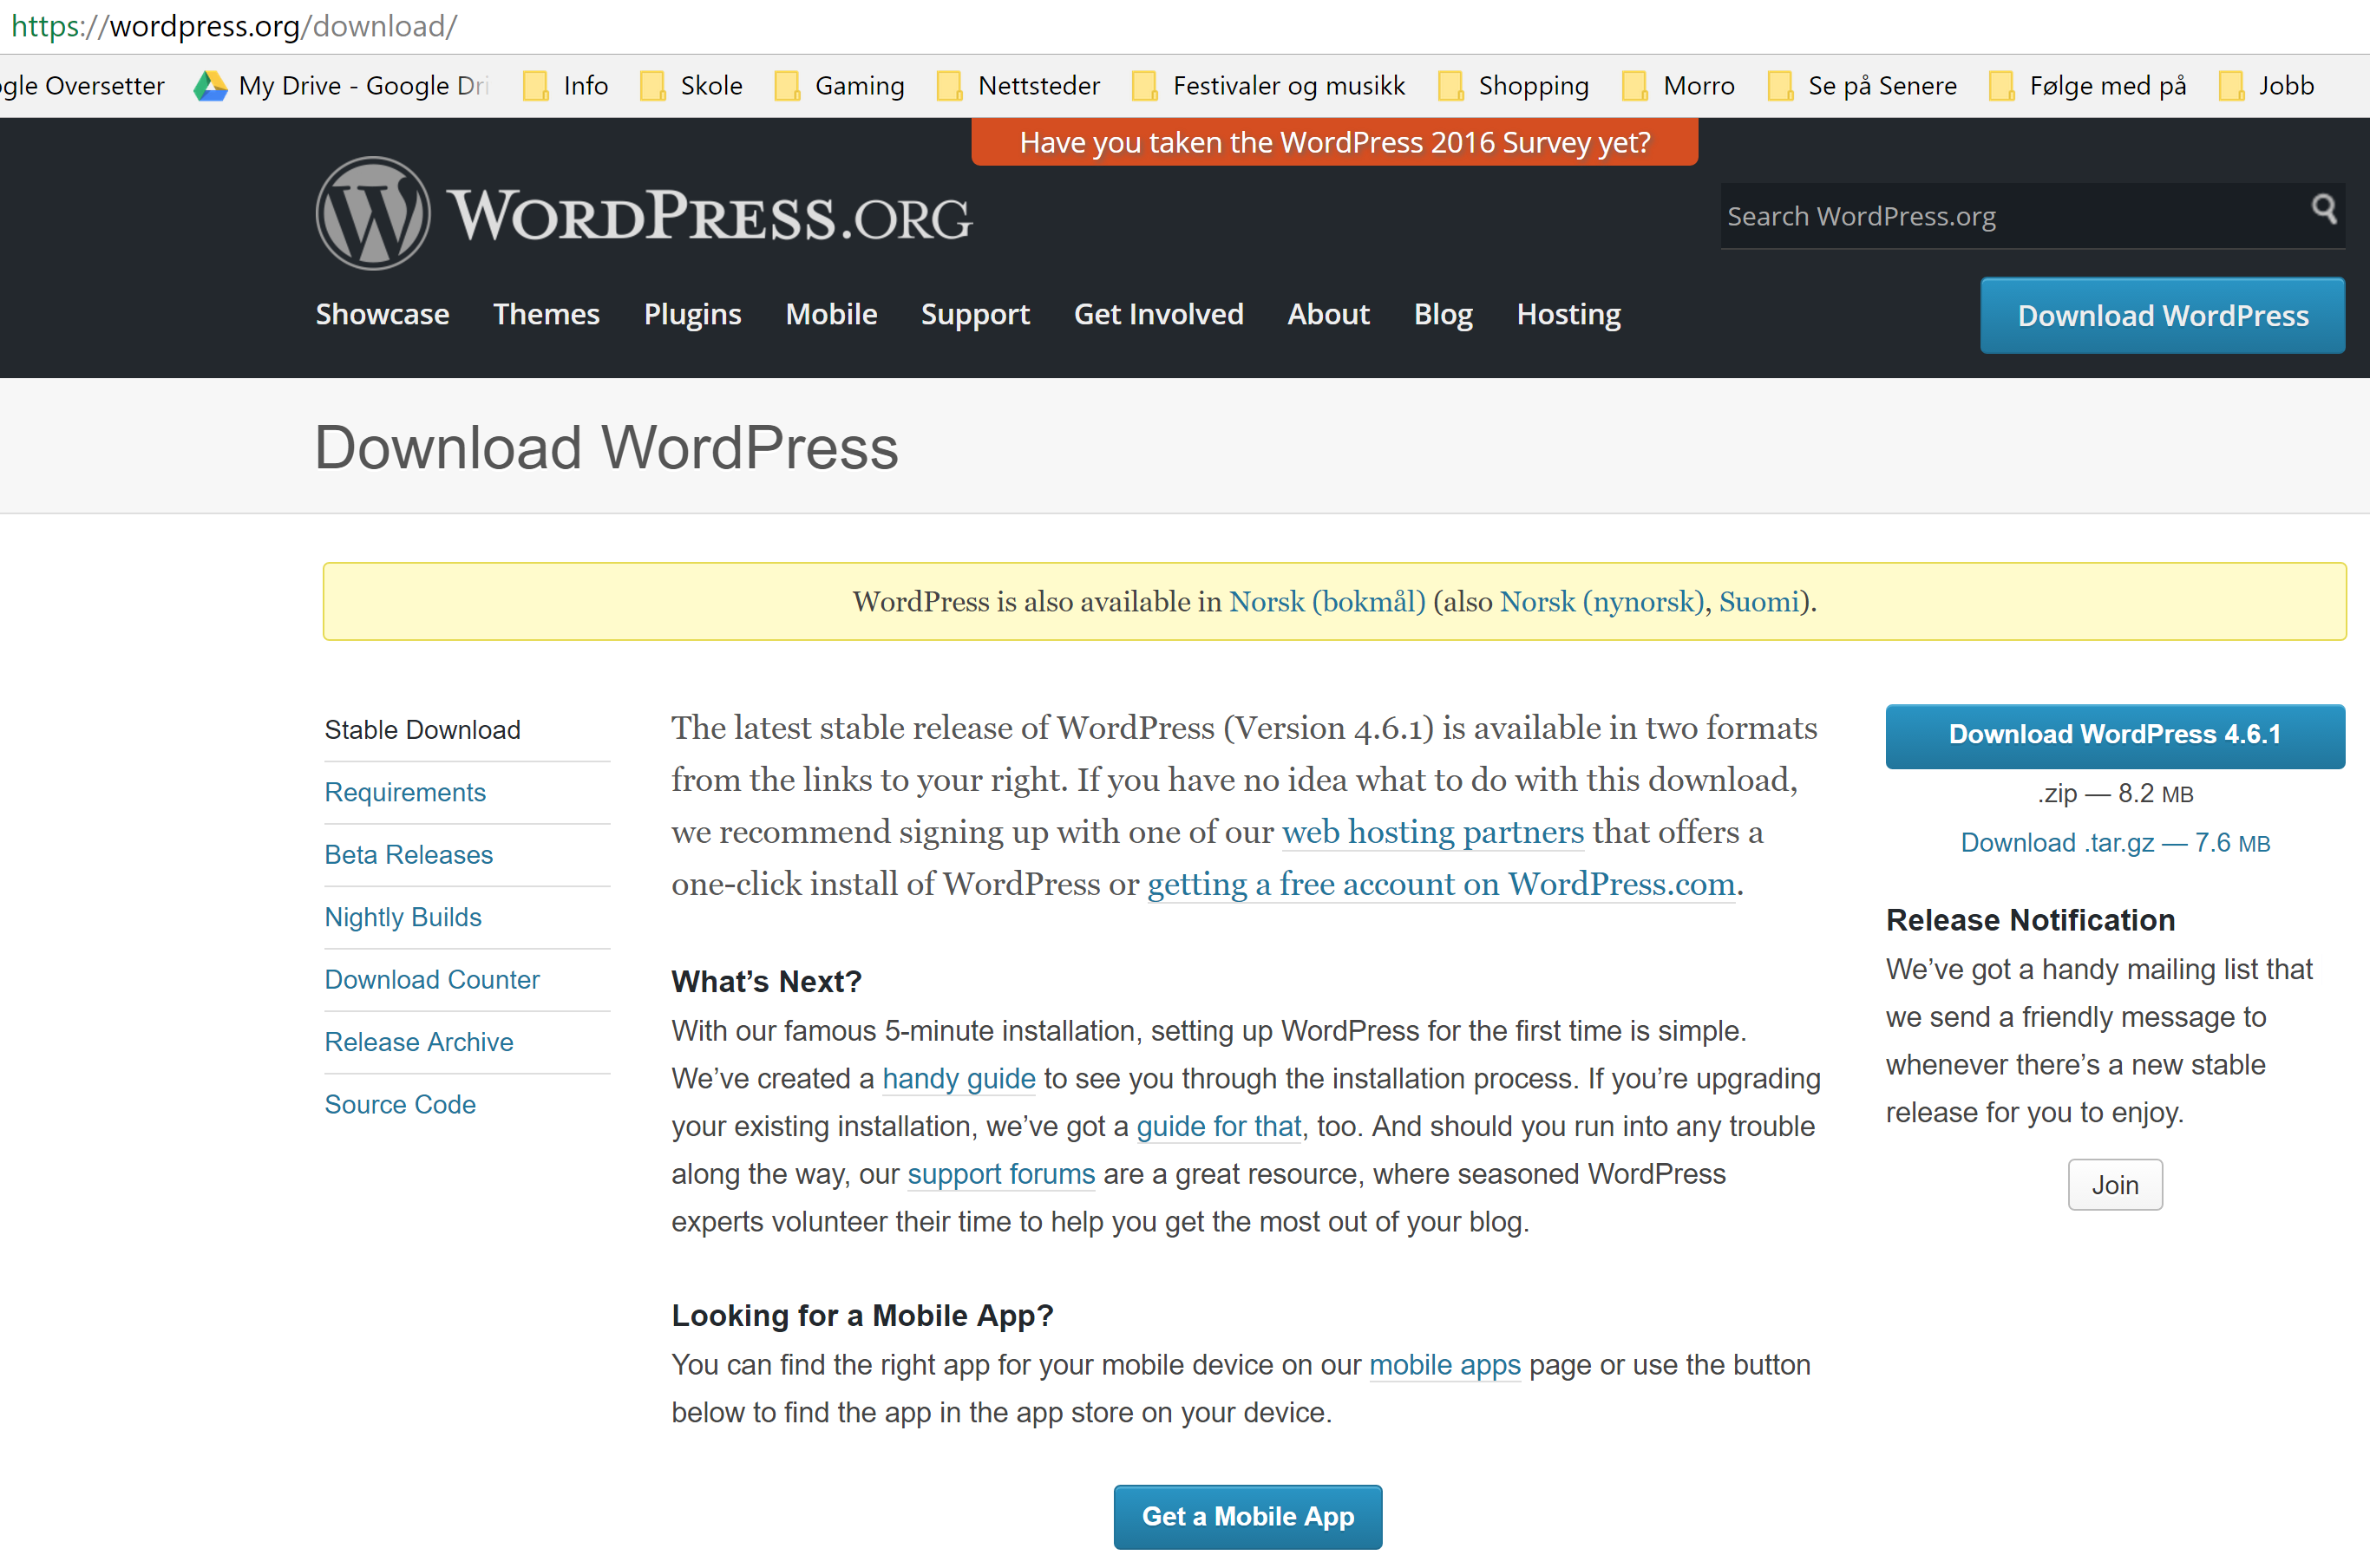 https://wordpress.org/download/
gle Oversetter My Drive - Google Dri Info Skole Gaming Nettsteder Festivaler og musikk Shopping Morro Se på Senere Følge med på Jobb
Have you taken the WordPress 2016 Survey yet?
WORDPRESS.ORG
Search WordPress.org
Showcase Themes Plugins Mobile Support Get Involved About Blog Hosting
Download WordPress
Download WordPress
WordPress is also available in Norsk (bokmål) (also Norsk (nynorsk), Suomi).
Stable Download
Requirements
Beta Releases
Nightly Builds
Download Counter
Release Archive
Source Code
The latest stable release of WordPress (Version 4.6.1) is available in two formats
from the links to your right. If you have no idea what to do with this download,
we recommend signing up with one of our web hosting partners that offers a
one-click install of WordPress or getting a free account on WordPress.com.
What’s Next?
With our famous 5-minute installation, setting up WordPress for the first time is simple.
We’ve created a handy guide to see you through the installation process. If you’re upgrading
your existing installation, we’ve got a guide for that, too. And should you run into any trouble
along the way, our support forums are a great resource, where seasoned WordPress
experts volunteer their time to help you get the most out of your blog.
Looking for a Mobile App?
You can find the right app for your mobile device on our mobile apps page or use the button
below to find the app in the app store on your device.
Get a Mobile App
Download WordPress 4.6.1
.zip — 8.2 MB
Download .tar.gz — 7.6 MB
Release Notification
We’ve got a handy mailing list that
we send a friendly message to
whenever there’s a new stable
release for you to enjoy.
Join